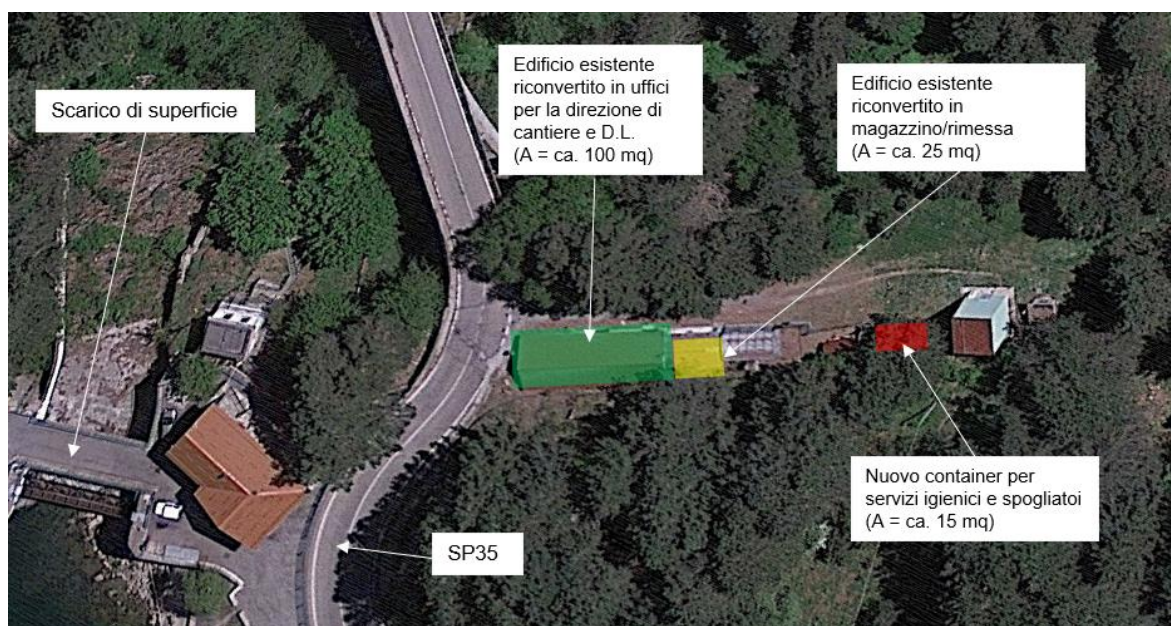 Scarico di superficie
Edificio esistente
riconvertito in uffici
per la direzione di
cantiere e D.L.
(A = ca. 100 mq)
Edificio esistente
riconvertito in
magazzino/rimessa
(A = ca. 25 mq)
Nuovo container per
servizi igienici e spogliatoi
(A = ca. 15 mq)
SP35